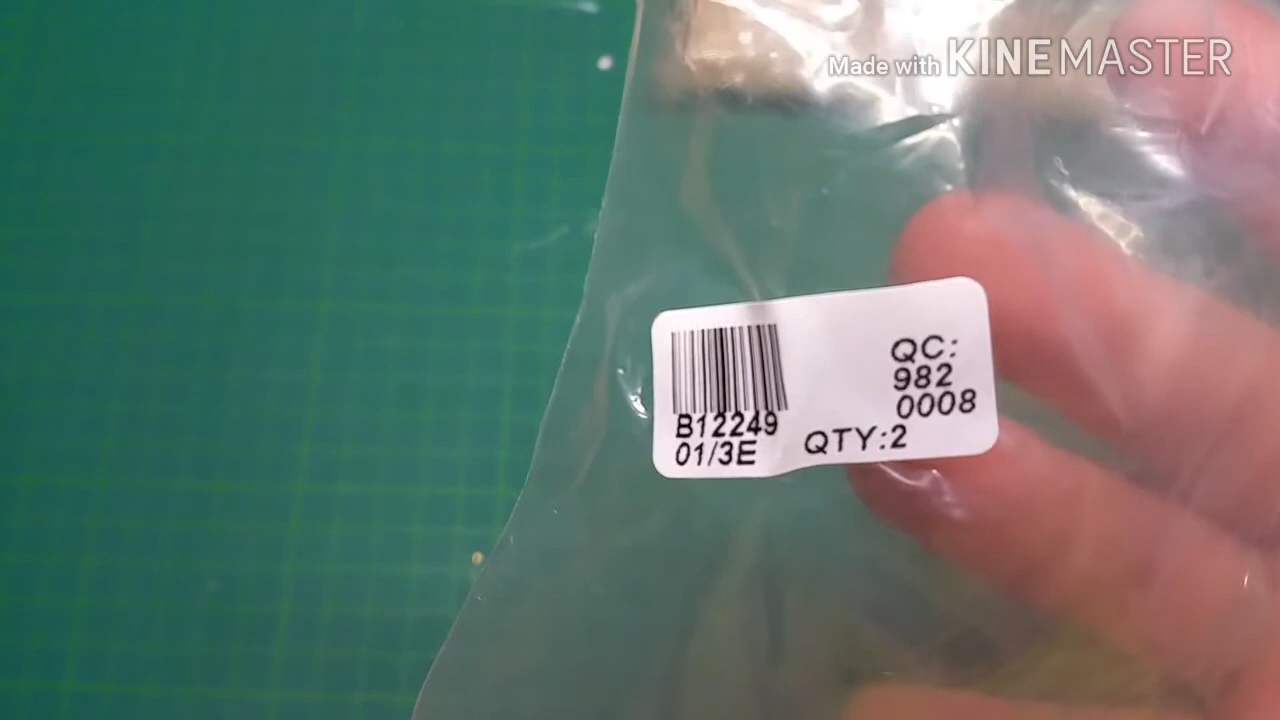 Made with KINEMASTER
B12249
01/3E
QTY:2
QC:
982
0008